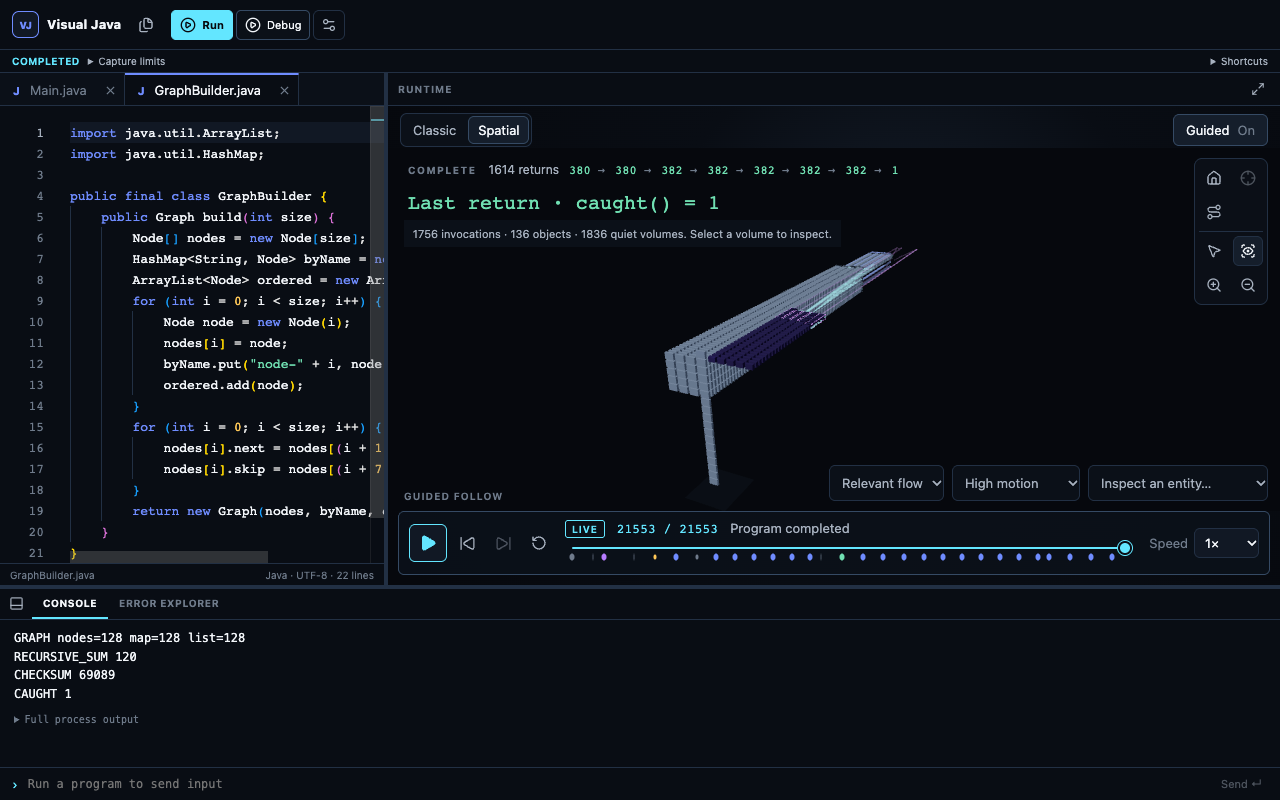 VJ Visual Java Run Debug
COMPLETED Capture limits Shortcuts
J Main.java J GraphBuilder.java
1 import java.util.ArrayList;
2 import java.util.HashMap;
3
4 public final class GraphBuilder {
5 public Graph build(int size) {
6 Node[] nodes = new Node[size];
7 HashMap<String, Node> byName = ne
8 ArrayList<Node> ordered = new Arr
9 for (int i = 0; i < size; i++) {
10 Node node = new Node(i);
11 nodes[i] = node;
12 byName.put("node-" + i, node
13 ordered.add(node);
14 }
15 for (int i = 0; i < size; i++) {
16 nodes[i].next = nodes[(i + 1
17 nodes[i].skip = nodes[(i + 7
18 }
19 return new Graph(nodes, byName,
20 }
21 }
GraphBuilder.java Java · UTF-8 · 22 lines
RUNTIME
Classic Spatial Guided On
COMPLETE 1614 returns 380 → 380 → 382 → 382 → 382 → 382 → 382 → 1
Last return · caught() = 1
1756 invocations · 136 objects · 1836 quiet volumes. Select a volume to inspect.
GUIDED FOLLOW Relevant flow High motion Inspect an entity...
LIVE 21553 / 21553 Program completed
Speed 1×
CONSOLE ERROR EXPLORER
GRAPH nodes=128 map=128 list=128
RECURSIVE_SUM 120
CHECKSUM 69089
CAUGHT 1
Full process output
› Run a program to send input Send